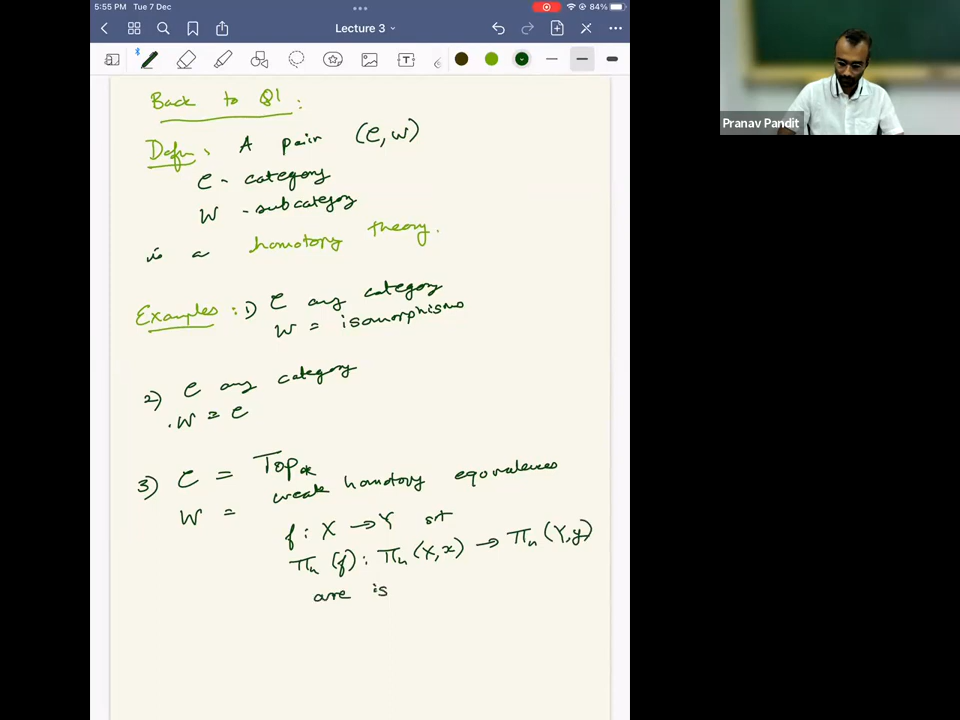 5:55 PM Tue 7 Dec
84%
Lecture 3
Pranav Pandit
Back to Q1 :
Defn. A pair (C, W)
C - category
W - subcategory
is a homotopy theory.
Examples : 1) C any category
W = isomorphisms
2) C any category
W = C
3) C = Top*
W = weak homotopy equivalences
f : X → Y st
πn (f) : πn (X, x) → πn (Y, y)
are is